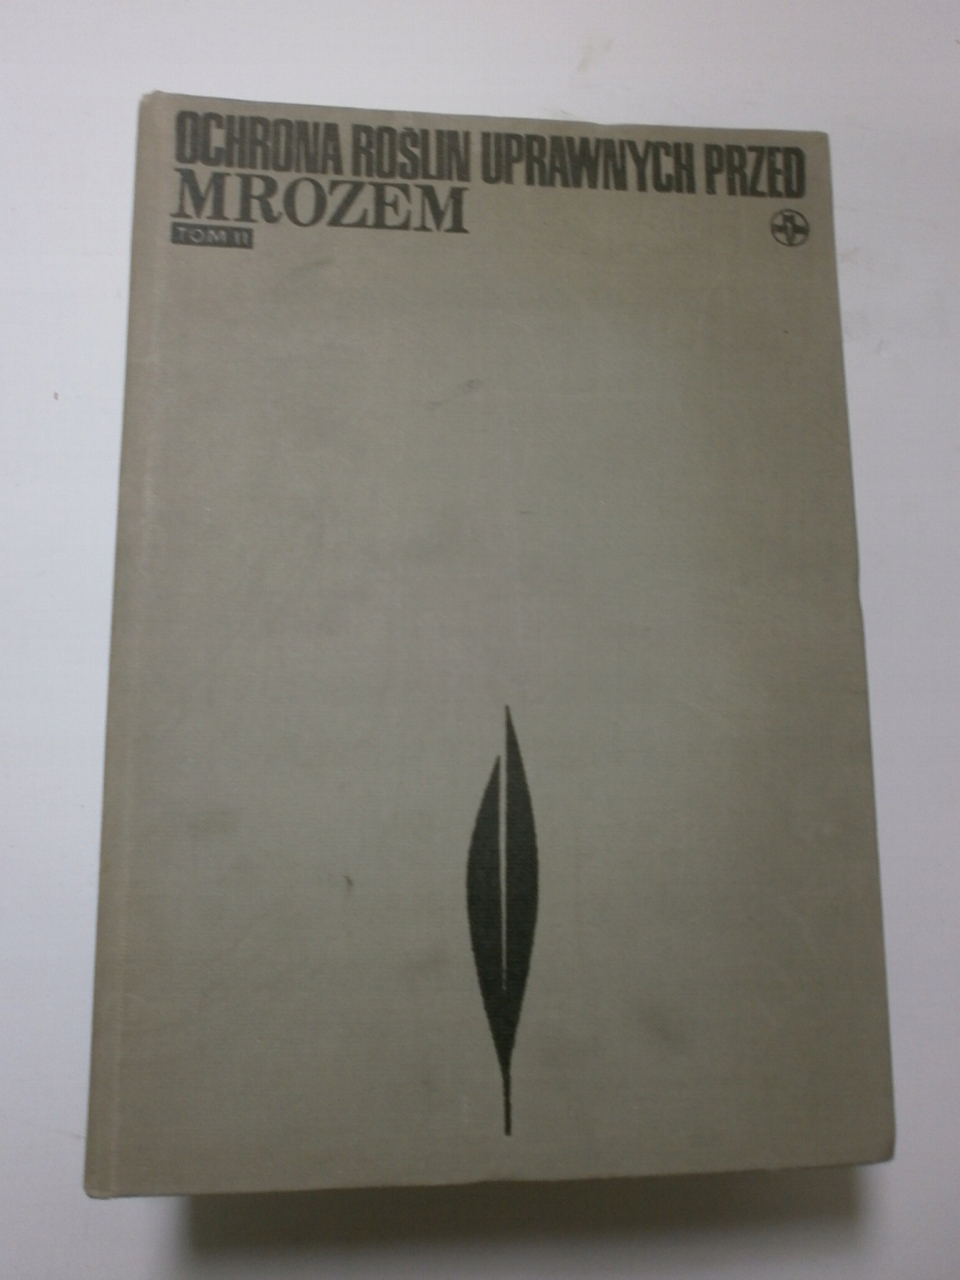 OCHRONA ROŚLIN UPRAWNYCH PRZED
MROZEM
TOM II